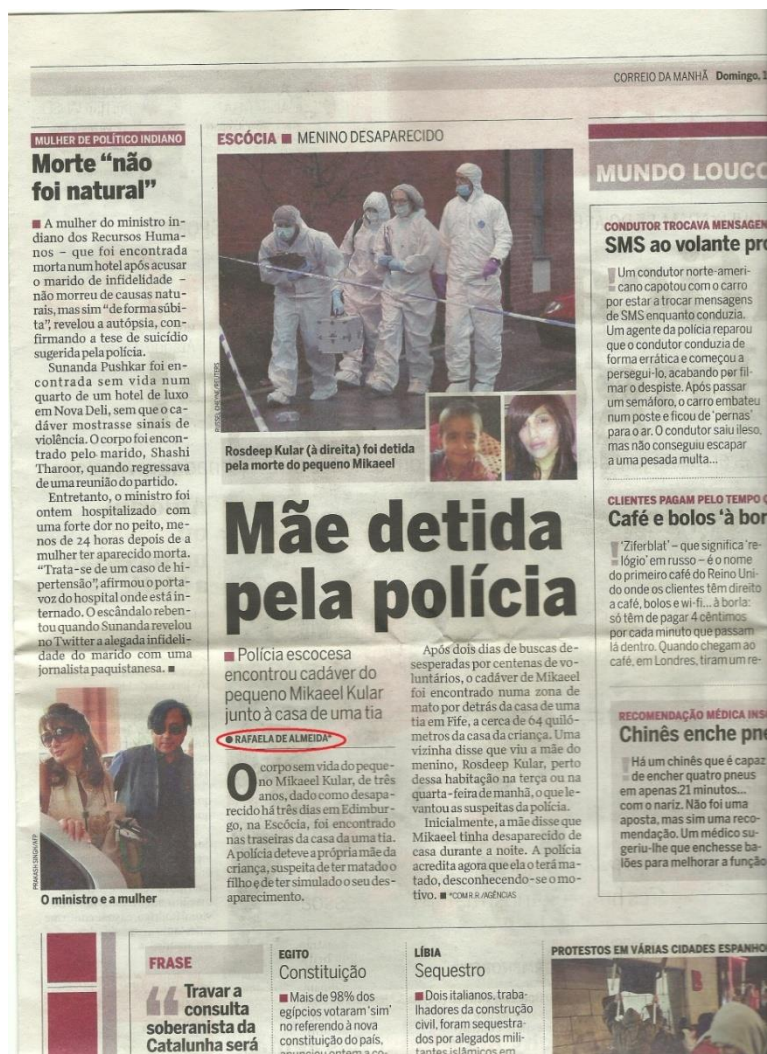 CORREIO DA MANHÃ Domingo, 1
MULHER DE POLÍTICO INDIANO
Morte “não
foi natural”
■ A mulher do ministro in-
diano dos Recursos Huma-
nos – que foi encontrada
morta num hotel após acusar
o marido de infidelidade –
não morreu de causas natu-
rais, mas sim “de forma súbi-
ta”, revelou a autópsia, con-
firmando a tese de suicídio
sugerida pela polícia.
Sunanda Pushkar foi en-
contrada sem vida num
quarto de um hotel de luxo
em Nova Deli, sem que o ca-
dáver mostrasse sinais de
violência. O corpo foi encon-
trado pelo marido, Shashi
Tharoor, quando regressava
de uma reunião do partido.
Entretanto, o ministro foi
ontem hospitalizado com
uma forte dor no peito, me-
nos de 24 horas depois de a
mulher ter aparecido morta.
“Trata-se de um caso de hi-
pertensão”, afirmou o porta-
voz do hospital onde está in-
ternado. O escândalo reben-
tou quando Sunanda revelou
no Twitter a alegada infideli-
dade do marido com uma
jornalista paquistanesa. ■
PRAKASH SINGH/AFP
O ministro e a mulher
ESCÓCIA ■ MENINO DESAPARECIDO
RUSSEL CHEYNE/REUTERS
Rosdeep Kular (à direita) foi detida
pela morte do pequeno Mikaeel
Mãe detida
pela polícia
■ Polícia escocesa
encontrou cadáver do
pequeno Mikaeel Kular
junto à casa de uma tia
● RAFAELA DE ALMEIDA*
O corpo sem vida do peque-
no Mikaeel Kular, de três
anos, dado como desapa-
recido há três dias em Edimbur-
go, na Escócia, foi encontrado
nas traseiras da casa da uma tia.
A polícia deteve a própria mãe da
criança, suspeita de ter matado o
filho e de ter simulado o seu des-
aparecimento.
Após dois dias de buscas de-
sesperadas por centenas de vo-
luntários, o cadáver de Mikaeel
foi encontrado numa zona de
mato por detrás da casa de uma
tia em Fife, a cerca de 64 quiló-
metros da casa da criança. Uma
vizinha disse que viu a mãe do
menino, Rosdeep Kular, perto
dessa habitação na terça ou na
quarta-feira de manhã, o que le-
vantou as suspeitas da polícia.
Inicialmente, a mãe disse que
Mikaeel tinha desaparecido de
casa durante a noite. A polícia
acredita agora que ela o terá ma-
tado, desconhecendo-se o mo-
tivo. ■ *COM R.R./AGÊNCIAS
MUNDO LOUCO
CONDUTOR TROCAVA MENSAGEN
SMS ao volante pro
! Um condutor norte-ameri-
cano capotou com o carro
por estar a trocar mensagens
de SMS enquanto conduzia.
Um agente da polícia reparou
que o condutor conduzia de
forma errática e começou a
persegui-lo, acabando por fil-
mar o despiste. Após passar
um semáforo, o carro embateu
num poste e ficou de ‘pernas’
para o ar. O condutor saiu ileso,
mas não conseguiu escapar
a uma pesada multa...
CLIENTES PAGAM PELO TEMPO Q
Café e bolos ‘à bor
! ‘Ziferblat’ – que significa ‘re-
lógio’ em russo – é o nome
do primeiro café do Reino Uni-
do onde os clientes têm direito
a café, bolos e wi-fi... à borla:
só têm de pagar 4 cêntimos
por cada minuto que passam
lá dentro. Quando chegam ao
café, em Londres, tiram um re-
RECOMENDAÇÃO MÉDICA INS
Chinês enche pne
! Há um chinês que é capaz
de encher quatro pneus
em apenas 21 minutos...
com o nariz. Não foi uma
aposta, mas sim uma reco-
mendação. Um médico su-
geriu-lhe que enchesse ba-
lões para melhorar a função
FRASE
“ Travar a
consulta
soberanista da
Catalunha será
EGITO
Constituição
■ Mais de 98% dos
egípcios votaram ‘sim’
no referendo à nova
constituição do país,
anunciou ontem a co-
LÍBIA
Sequestro
■ Dois italianos, traba-
lhadores da construção
civil, foram sequestra-
dos por alegados mili-
tantes islâmicos em
PROTESTOS EM VÁRIAS CIDADES ESPANHO